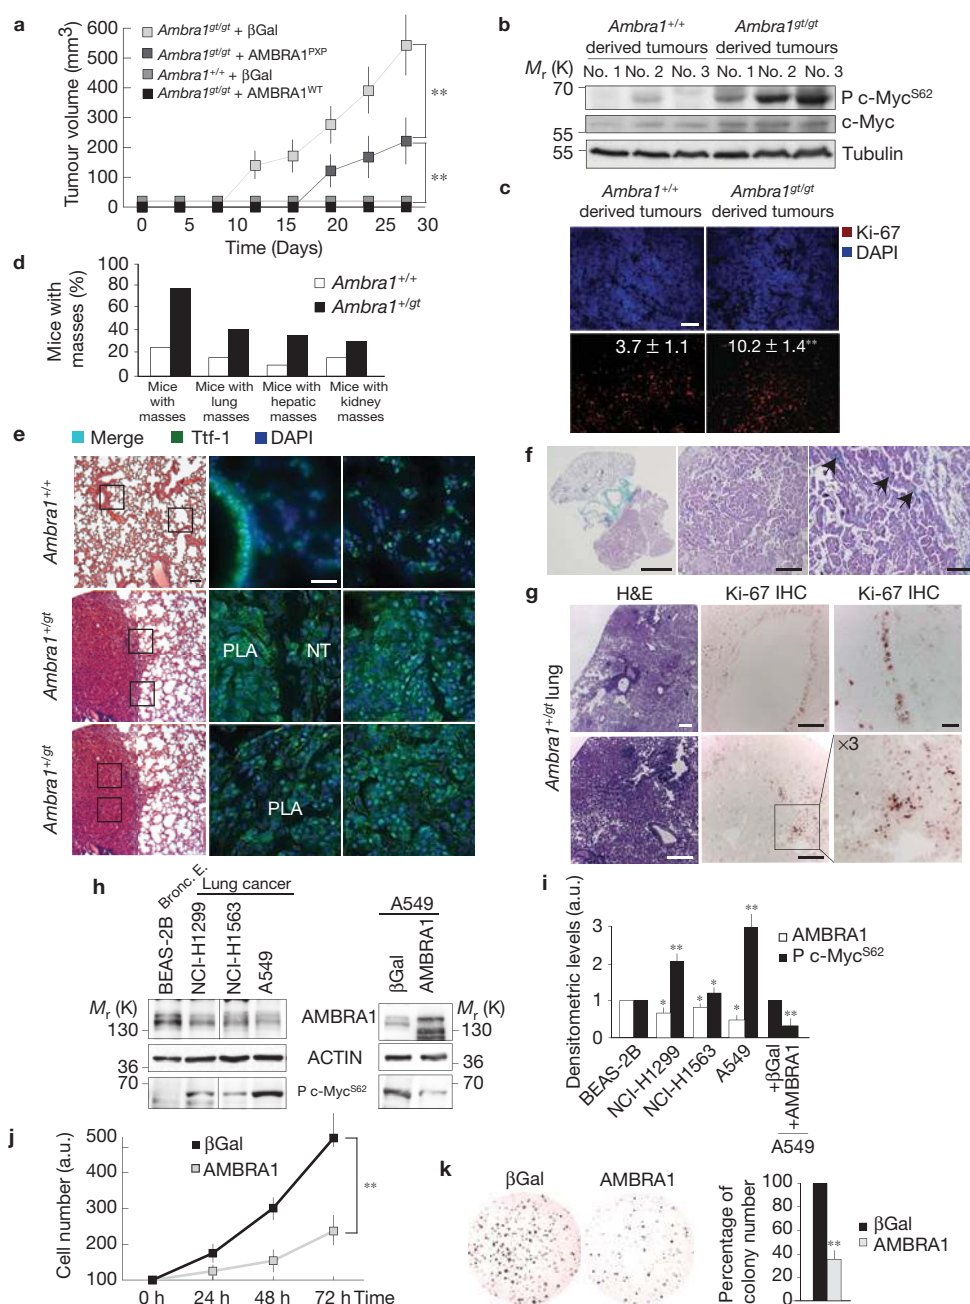 a
Tumour volume (mm³)
600
500
400
300
200
100
0
0 5 10 15 20 25 30
Time (Days)
Ambra1gt/gt + βGal
Ambra1gt/gt + AMBRA1PXP
Ambra1+/+ + βGal
Ambra1gt/gt + AMBRA1WT
**
**
b
Ambra1+/+ derived tumours
Ambra1gt/gt derived tumours
Mr (K)
No. 1 No. 2 No. 3 No. 1 No. 2 No. 3
70
P c-MycS62
c-Myc
55
55
Tubulin
c
Ambra1+/+ derived tumours
Ambra1gt/gt derived tumours
Ki-67
DAPI
3.7 ± 1.1
10.2 ± 1.4**
d
Mice with masses (%)
100
80
60
40
20
0
Ambra1+/+
Ambra1+/gt
Mice with masses
Mice with lung masses
Mice with hepatic masses
Mice with kidney masses
e
Merge Ttf-1 DAPI
Ambra1+/+
Ambra1+/gt
PLA NT
Ambra1+/gt
PLA
f
g
H&E Ki-67 IHC Ki-67 IHC
Ambra1+/gt lung
×3
h
Bronc. E.
Lung cancer
BEAS-2B
NCI-H1299
NCI-H1563
A549
A549
βGal
AMBRA1
Mr (K)
Mr (K)
AMBRA1
130
130
ACTIN
36
36
70
70
P c-MycS62
i
Densitometric levels (a.u.)
3
2
1
0
AMBRA1
P c-MycS62
* ** * * * ** **
BEAS-2B
NCI-H1299
NCI-H1563
A549
+βGal
+AMBRA1
A549
j
Cell number (a.u.)
500
400
300
200
100
βGal
AMBRA1
**
0 h 24 h 48 h 72 h Time
k
βGal AMBRA1
Percentage of colony number
100
80
60
40
20
0
**
βGal
AMBRA1